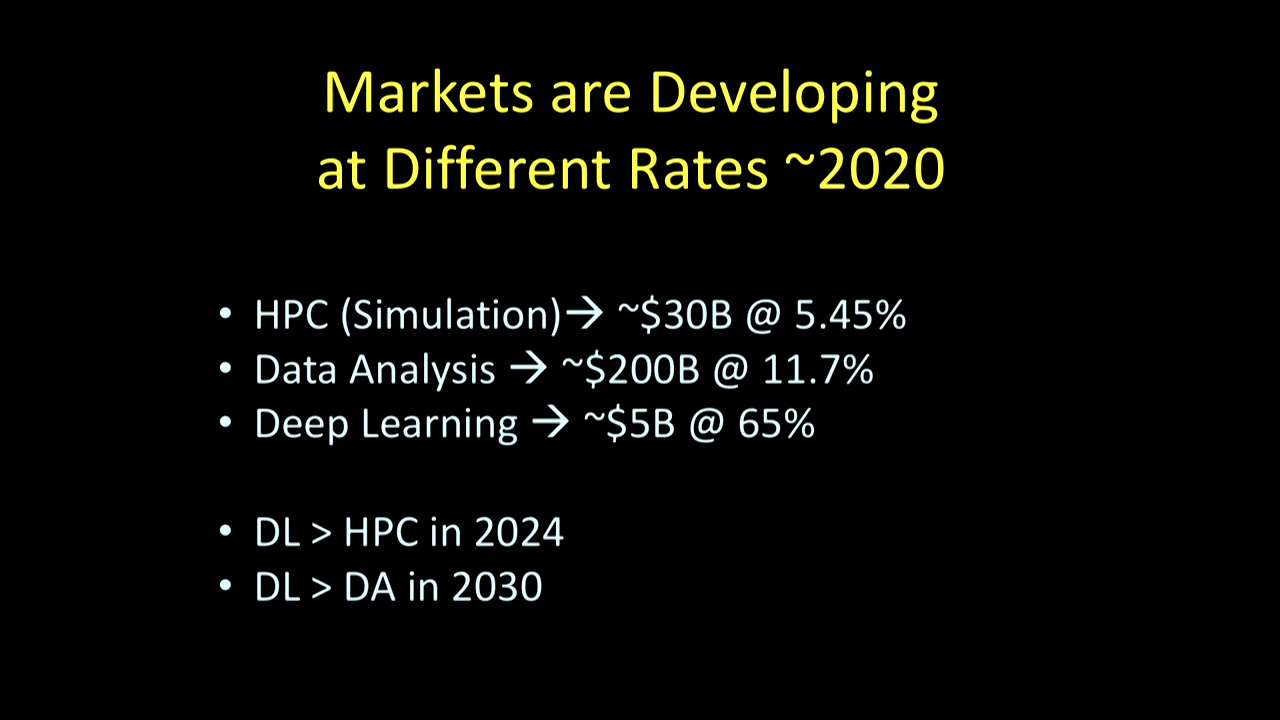 Markets are Developing
at Different Rates ~2020
• HPC (Simulation)→ ~$30B @ 5.45%
• Data Analysis → ~$200B @ 11.7%
• Deep Learning → ~$5B @ 65%
• DL > HPC in 2024
• DL > DA in 2030